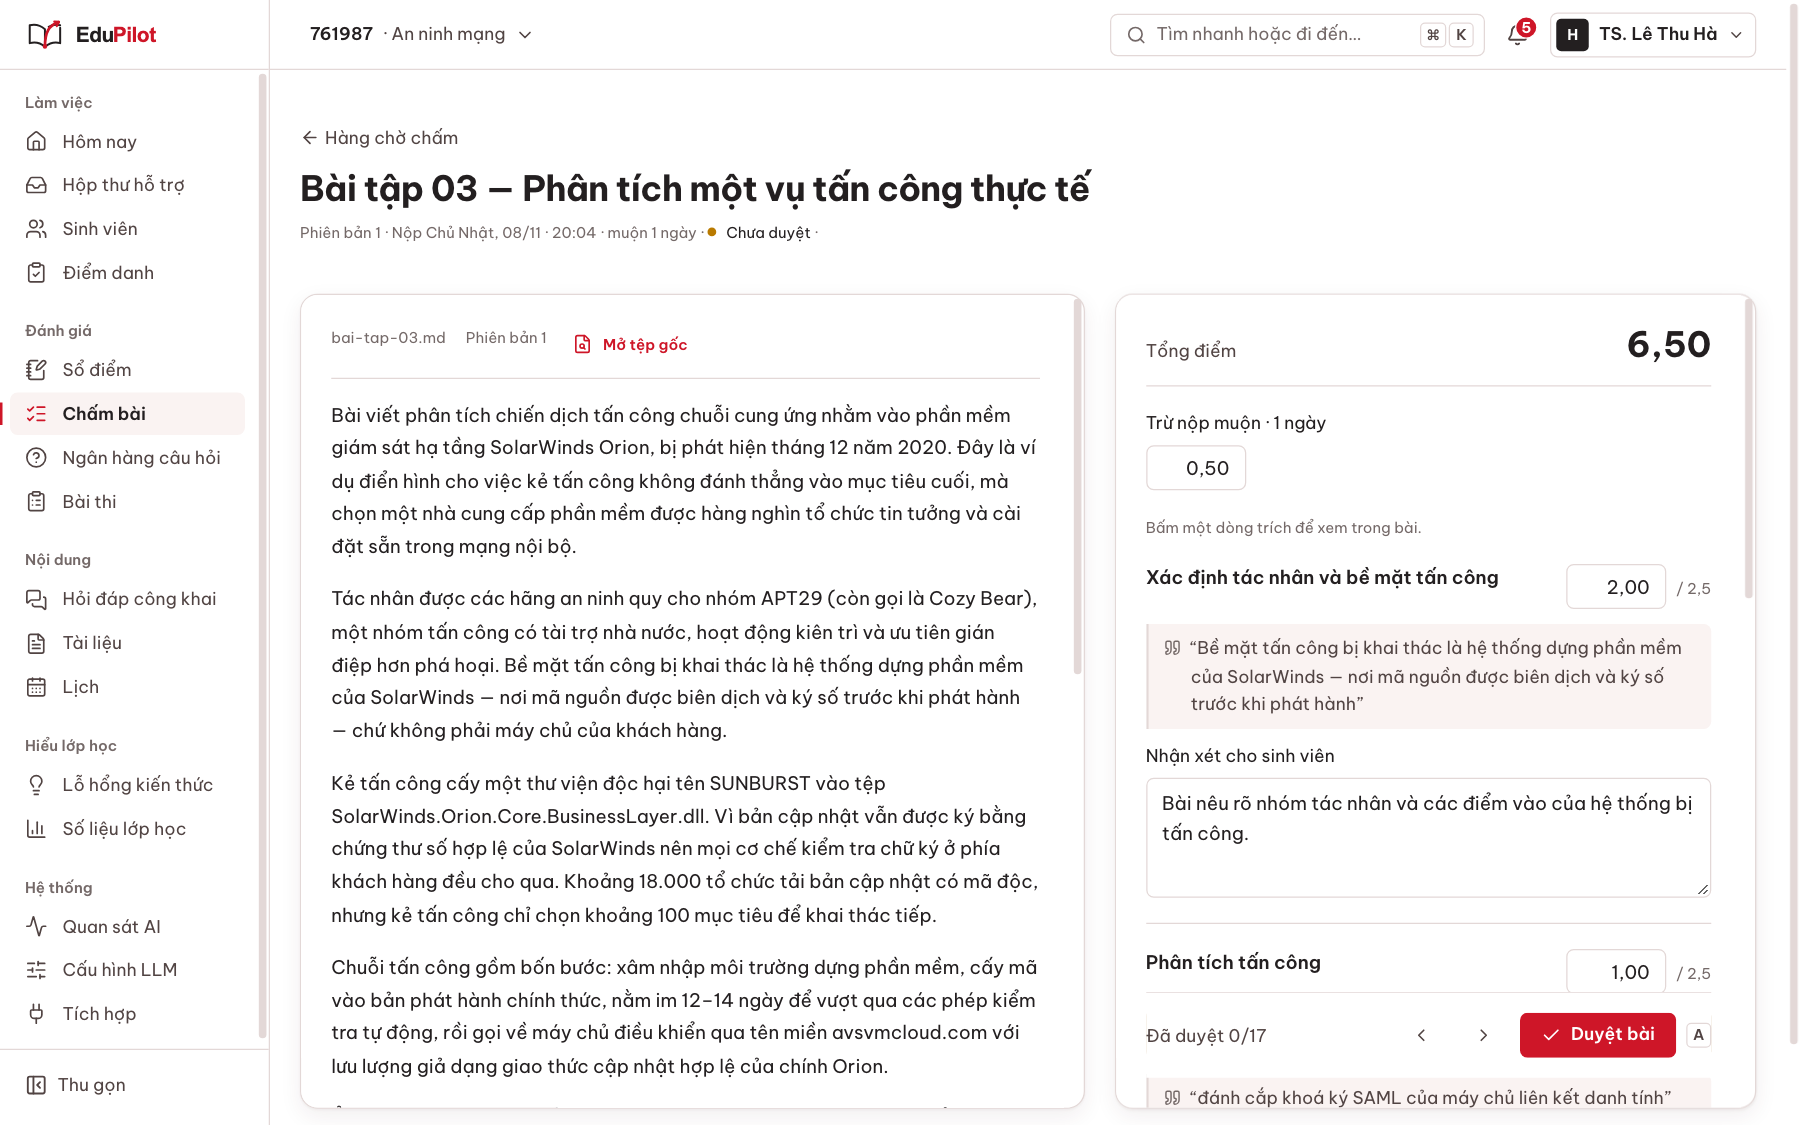 EduPilot
761987 · An ninh mạng
Tìm nhanh hoặc đi đến... ⌘ K
5
H TS. Lê Thu Hà
Làm việc
Hôm nay
Hộp thư hỗ trợ
Sinh viên
Điểm danh
Đánh giá
Sổ điểm
Chấm bài
Ngân hàng câu hỏi
Bài thi
Nội dung
Hỏi đáp công khai
Tài liệu
Lịch
Hiểu lớp học
Lỗ hổng kiến thức
Số liệu lớp học
Hệ thống
Quan sát AI
Cấu hình LLM
Tích hợp
Thu gọn
← Hàng chờ chấm
Bài tập 03 — Phân tích một vụ tấn công thực tế
Phiên bản 1 · Nộp Chủ Nhật, 08/11 · 20:04 · muộn 1 ngày · Chưa duyệt ·
bai-tap-03.md Phiên bản 1 Mở tệp gốc
Bài viết phân tích chiến dịch tấn công chuỗi cung ứng nhằm vào phần mềm
giám sát hạ tầng SolarWinds Orion, bị phát hiện tháng 12 năm 2020. Đây là ví
dụ điển hình cho việc kẻ tấn công không đánh thẳng vào mục tiêu cuối, mà
chọn một nhà cung cấp phần mềm được hàng nghìn tổ chức tin tưởng và cài
đặt sẵn trong mạng nội bộ.
Tác nhân được các hãng an ninh quy cho nhóm APT29 (còn gọi là Cozy Bear),
một nhóm tấn công có tài trợ nhà nước, hoạt động kiên trì và ưu tiên gián
điệp hơn phá hoại. Bề mặt tấn công bị khai thác là hệ thống dựng phần mềm
của SolarWinds — nơi mã nguồn được biên dịch và ký số trước khi phát hành
— chứ không phải máy chủ của khách hàng.
Kẻ tấn công cấy một thư viện độc hại tên SUNBURST vào tệp
SolarWinds.Orion.Core.BusinessLayer.dll. Vì bản cập nhật vẫn được ký bằng
chứng thư số hợp lệ của SolarWinds nên mọi cơ chế kiểm tra chữ ký ở phía
khách hàng đều cho qua. Khoảng 18.000 tổ chức tải bản cập nhật có mã độc,
nhưng kẻ tấn công chỉ chọn khoảng 100 mục tiêu để khai thác tiếp.
Chuỗi tấn công gồm bốn bước: xâm nhập môi trường dựng phần mềm, cấy mã
vào bản phát hành chính thức, nằm im 12–14 ngày để vượt qua các phép kiểm
tra tự động, rồi gọi về máy chủ điều khiển qua tên miền avsvmcloud.com với
lưu lượng giả dạng giao thức cập nhật hợp lệ của chính Orion.
Tổng điểm 6,50
Trừ nộp muộn · 1 ngày
0,50
Bấm một dòng trích để xem trong bài.
Xác định tác nhân và bề mặt tấn công 2,00 / 2,5
“Bề mặt tấn công bị khai thác là hệ thống dựng phần mềm
của SolarWinds — nơi mã nguồn được biên dịch và ký số
trước khi phát hành”
Nhận xét cho sinh viên
Bài nêu rõ nhóm tác nhân và các điểm vào của hệ thống bị
tấn công.
Phân tích tấn công 1,00 / 2,5
Đã duyệt 0/17 Duyệt bài A
“đánh cắp khoá ký SAML của máy chủ liên kết danh tính”